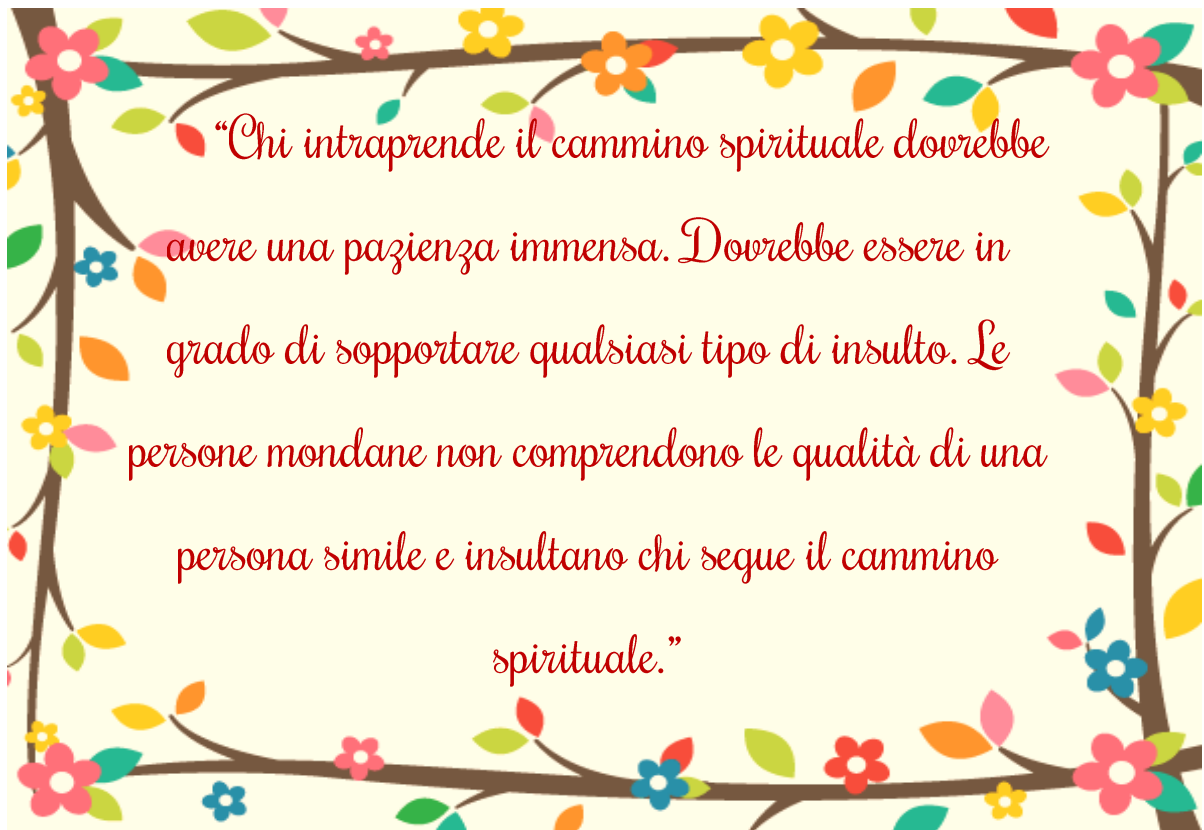 “Chi intraprende il cammino spirituale dovrebbe
avere una pazienza immensa. Dovrebbe essere in
grado di sopportare qualsiasi tipo di insulto. Le
persone mondane non comprendono le qualità di una
persona simile e insultano chi segue il cammino
spirituale.”